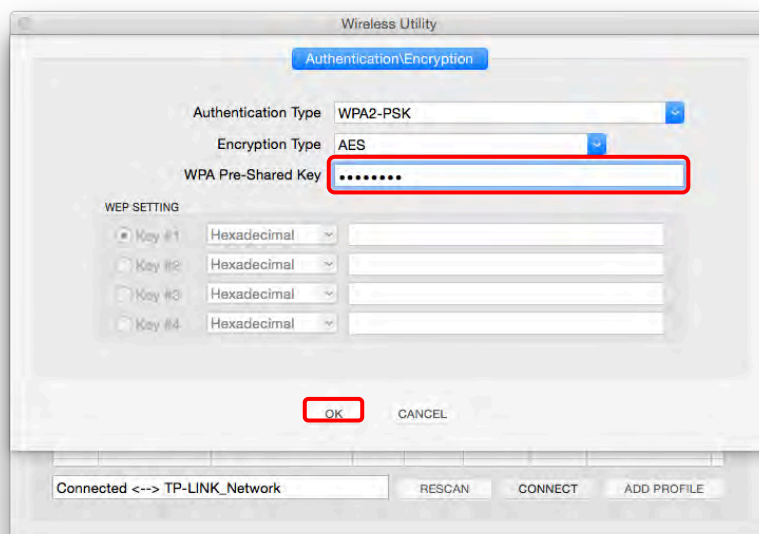 Wireless Utility
Authentication\Encryption
Authentication Type WPA2-PSK
Encryption Type AES
WPA Pre-Shared Key ••••••••
WEP SETTING
Key #1 Hexadecimal
Key #2 Hexadecimal
Key #3 Hexadecimal
Key #4 Hexadecimal
OK CANCEL
Connected <--> TP-LINK_Network RESCAN CONNECT ADD PROFILE